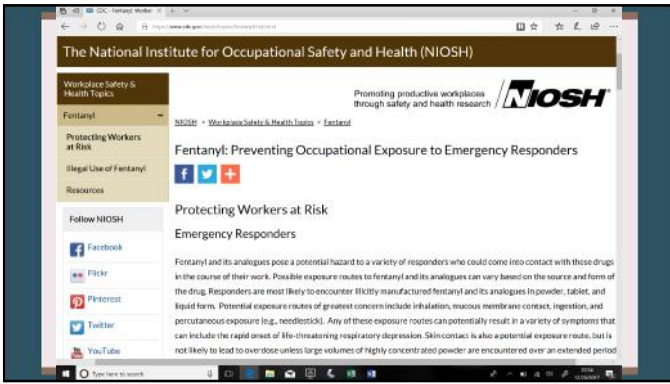 CDC - Fentanyl: Worker
The National Institute for Occupational Safety and Health (NIOSH)
Workplace Safety &
Health Topics
Fentanyl
Protecting Workers
at Risk
Illegal Use of Fentanyl
Resources
Follow NIOSH
Facebook
Flickr
Pinterest
Twitter
YouTube
Promoting productive workplaces
through safety and health research
NIOSH
NIOSH > Workplace Safety & Health Topics > Fentanyl
Fentanyl: Preventing Occupational Exposure to Emergency Responders
Protecting Workers at Risk
Emergency Responders
Fentanyl and its analogues pose a potential hazard to a variety of responders who could come into contact with these drugs
in the course of their work. Possible exposure routes to fentanyl and its analogues can vary based on the source and form of
the drug. Responders are most likely to encounter illicitly manufactured fentanyl and its analogues in powder, tablet, and
liquid form. Potential exposure routes of greatest concern include inhalation, mucous membrane contact, ingestion, and
percutaneous exposure (e.g., needlestick). Any of these exposure routes can potentially result in a variety of symptoms that
can include the rapid onset of life-threatening respiratory depression. Skin contact is also a potential exposure route, but is
not likely to lead to overdose unless large volumes of highly concentrated powder are encountered over an extended period
Type here to search